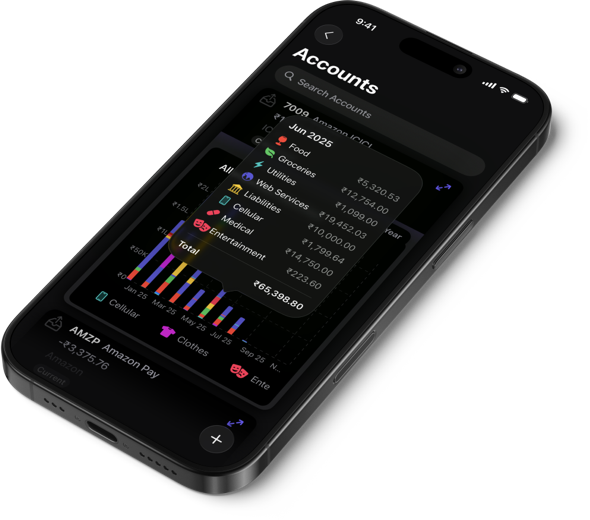 9:41
Accounts
Search Accounts
7009 Amazon ICICI
Jun 2025
Food ₹5,320.53
Groceries ₹12,754.00
Utilities ₹1,099.00
Web Services ₹19,452.03
Liabilities ₹10,000.00
Cellular ₹1,799.64
Medical ₹14,750.00
Entertainment ₹223.60
Total ₹65,398.80
All
₹50K
₹0
Jan 25 Mar 25 May 25 Jul 25 Sep 25 N...
Cellular Clothes Ente
AMZP Amazon Pay
-₹3,375.76
Amazon
Current